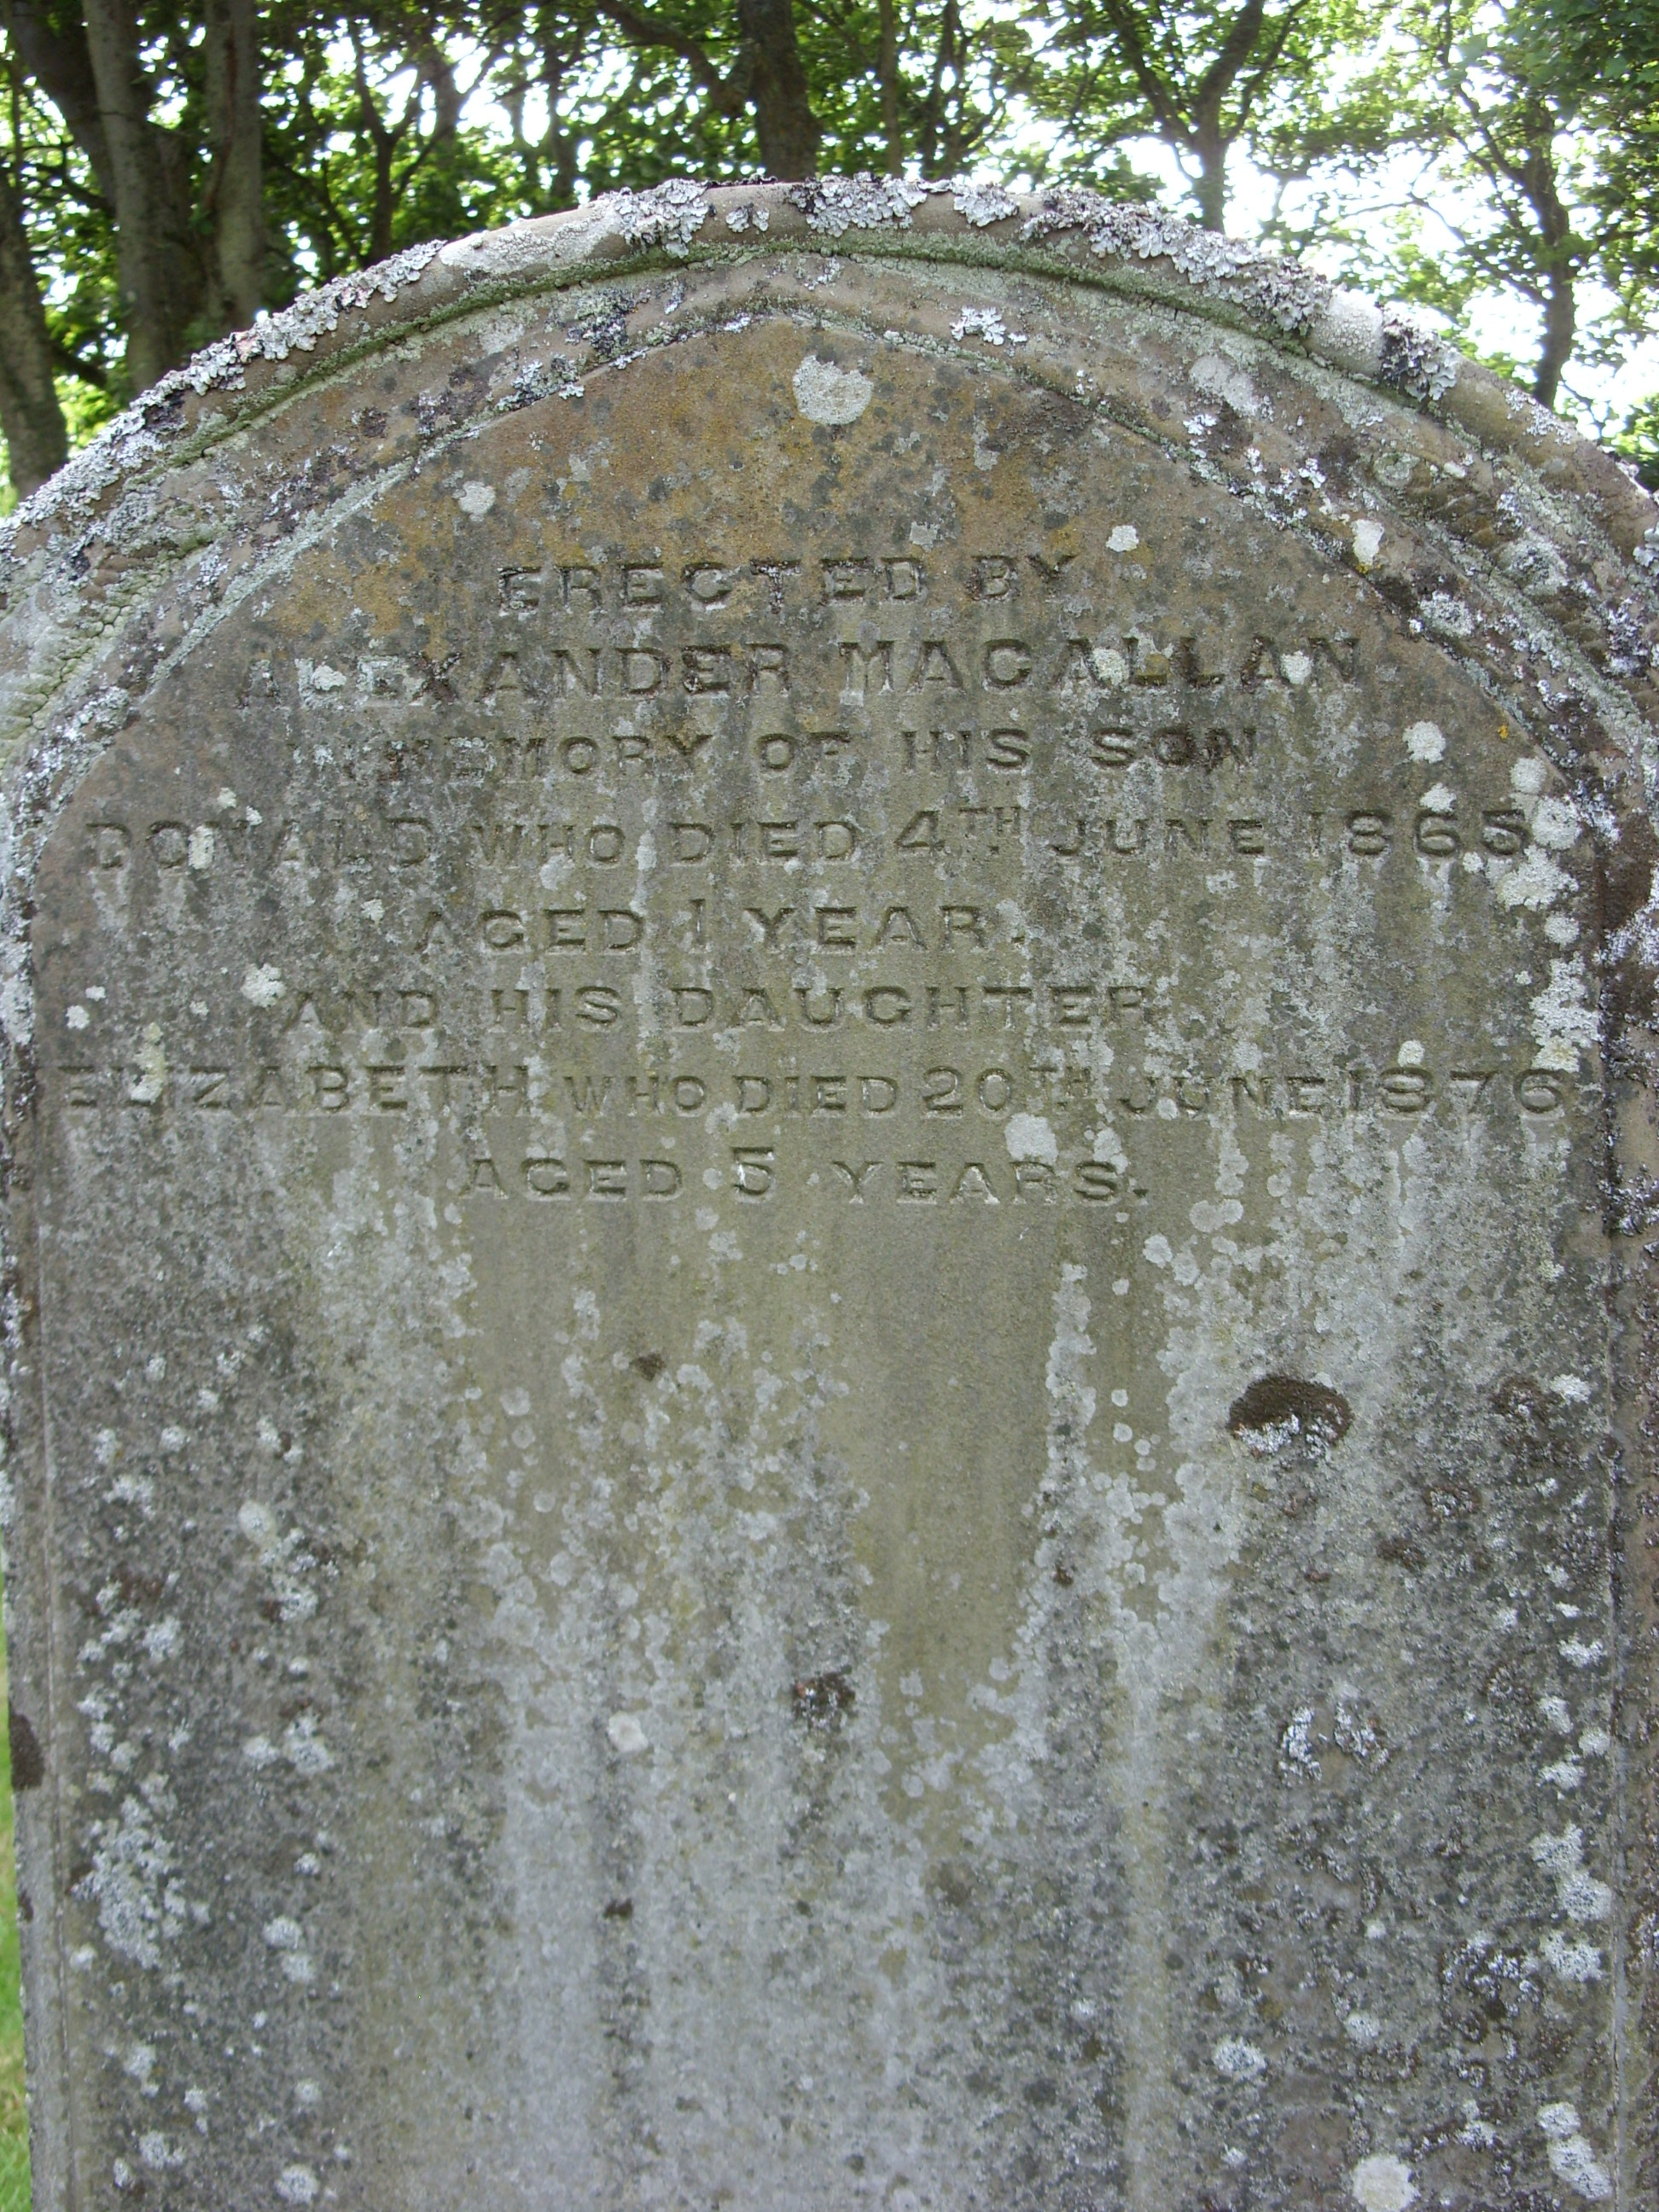 ERECTED BY
ALEXANDER MACALLAN
IN MEMORY OF HIS SON
DONALD WHO DIED 4TH JUNE 1865
AGED 1 YEAR.
AND HIS DAUGHTER
ELIZABETH WHO DIED 20TH JUNE 1876
AGED 5 YEARS.